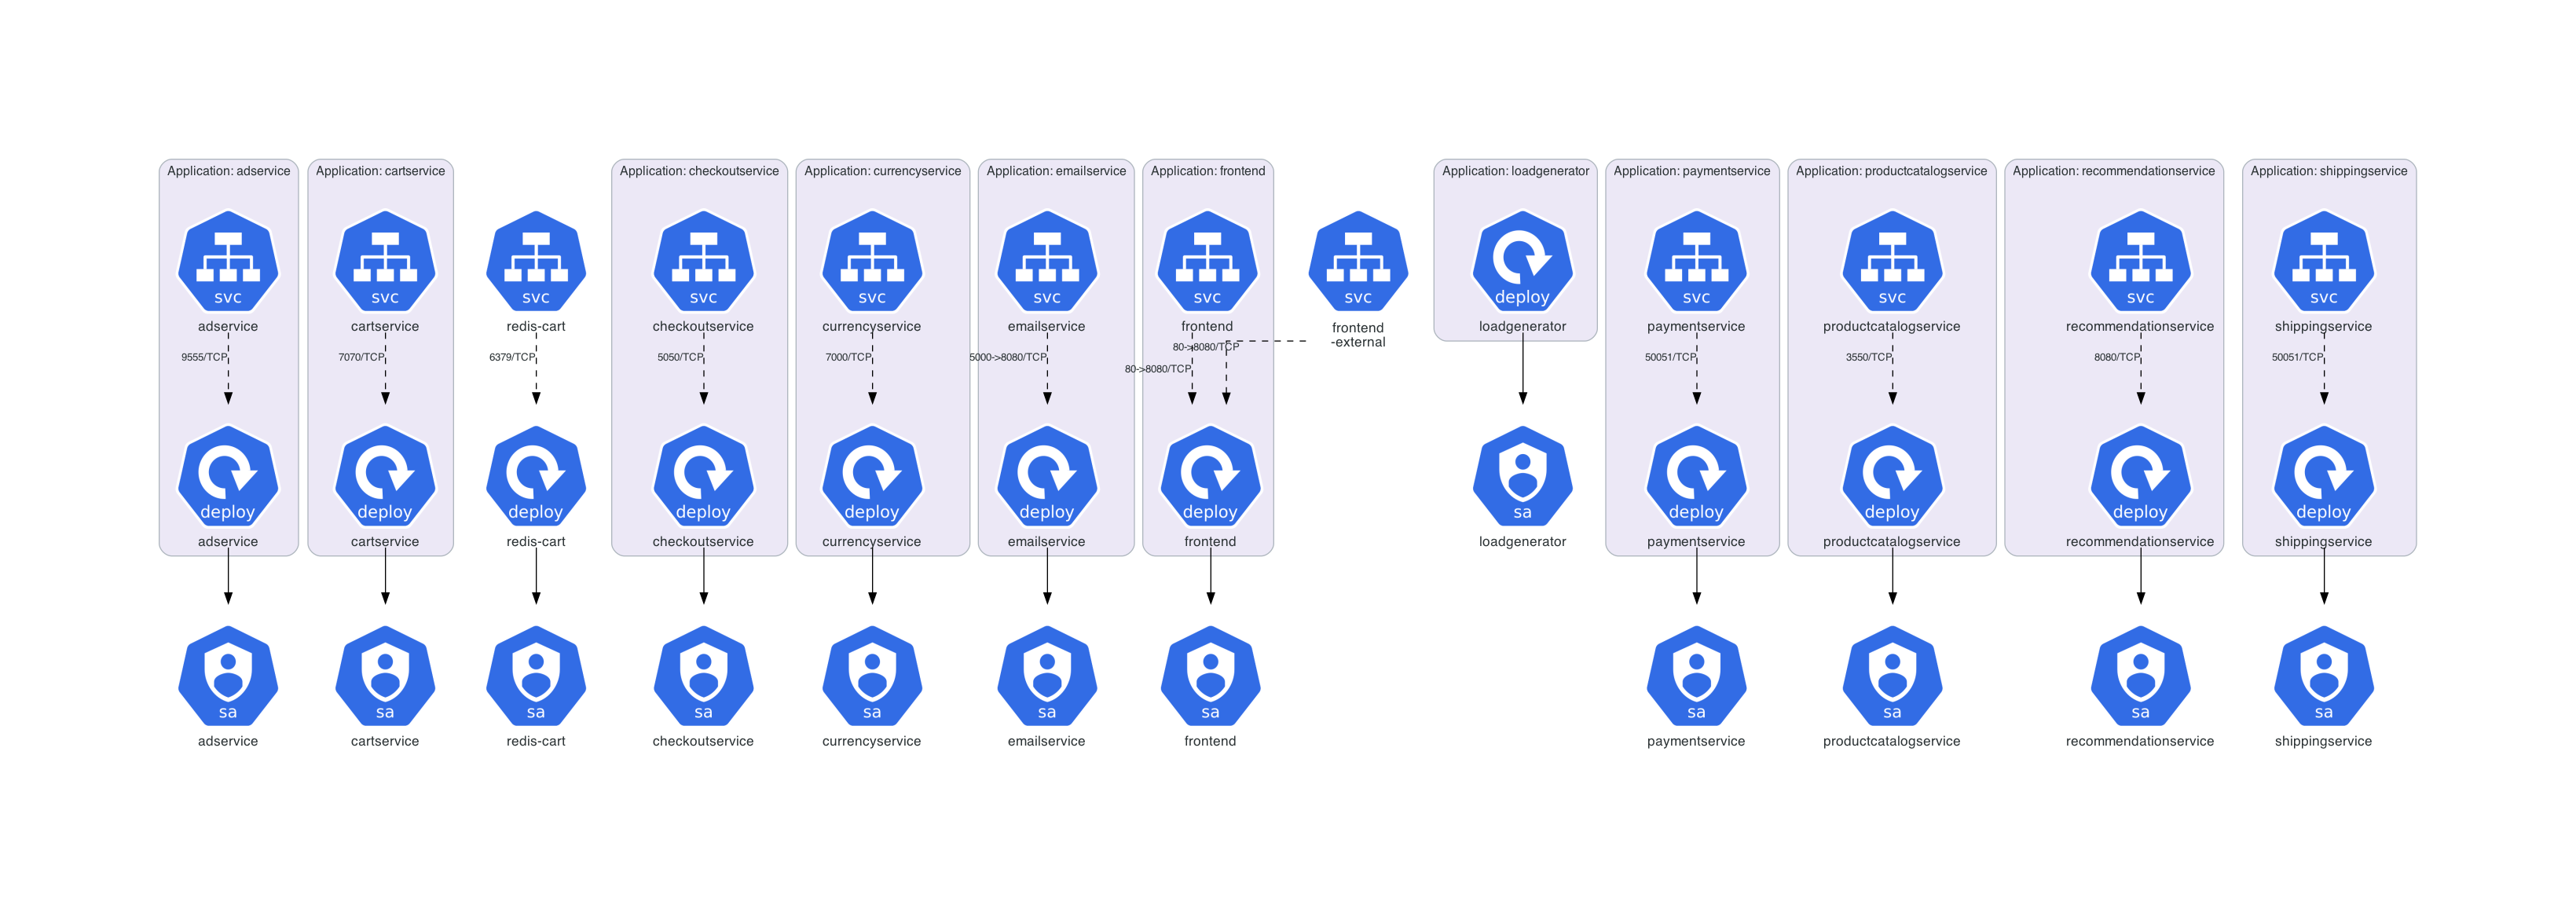 Application: adservice
Application: cartservice
Application: checkoutservice
Application: currencyservice
Application: emailservice
Application: frontend
Application: loadgenerator
Application: paymentservice
Application: productcatalogservice
Application: recommendationservice
Application: shippingservice
svc
svc
svc
svc
svc
svc
svc
svc
deploy
svc
svc
svc
svc
adservice
cartservice
redis-cart
checkoutservice
currencyservice
emailservice
frontend
frontend
-external
loadgenerator
paymentservice
productcatalogservice
recommendationservice
shippingservice
9555/TCP
7070/TCP
6379/TCP
5050/TCP
7000/TCP
5000->8080/TCP
80->8080/TCP
80->8080/TCP
50051/TCP
3550/TCP
8080/TCP
50051/TCP
deploy
deploy
deploy
deploy
deploy
deploy
deploy
sa
deploy
deploy
deploy
deploy
adservice
cartservice
redis-cart
checkoutservice
currencyservice
emailservice
frontend
loadgenerator
paymentservice
productcatalogservice
recommendationservice
shippingservice
sa
sa
sa
sa
sa
sa
sa
sa
sa
sa
sa
adservice
cartservice
redis-cart
checkoutservice
currencyservice
emailservice
frontend
paymentservice
productcatalogservice
recommendationservice
shippingservice